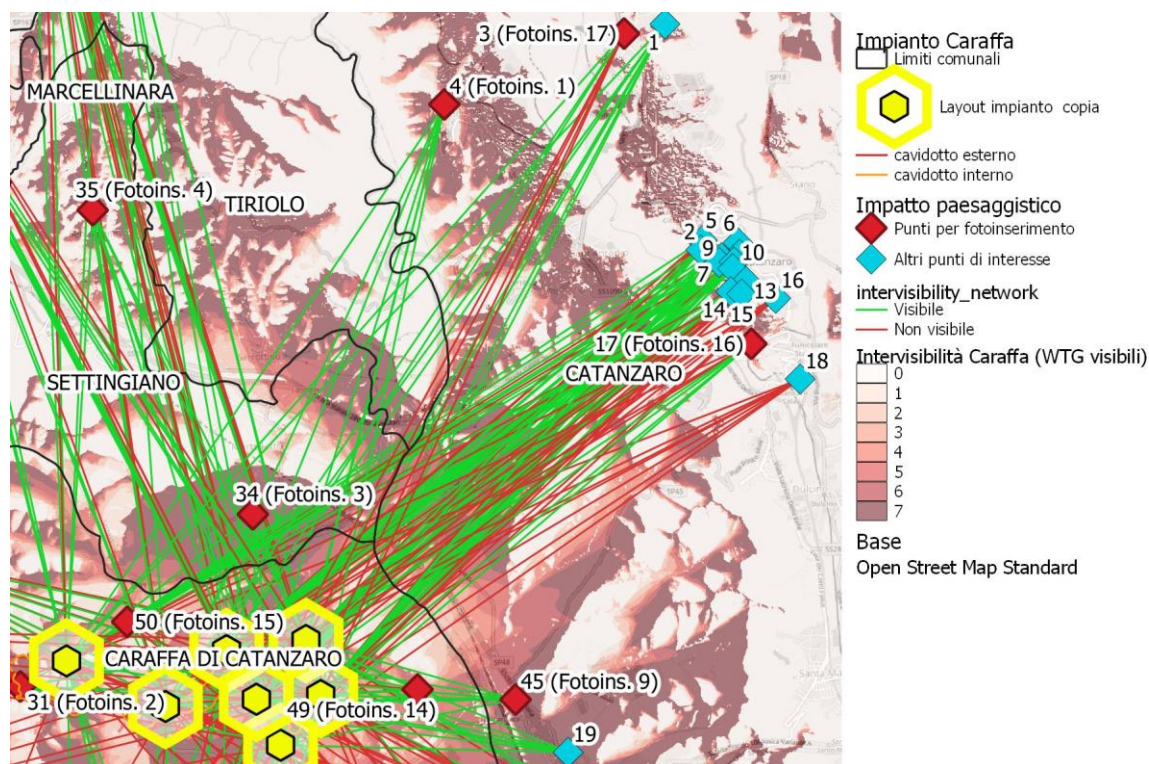 3 (Fotoins. 17)
1
4 (Fotoins. 1)
MARCELLINARA
35 (Fotoins. 4)
TIRIOLO
5
6
2
9
10
7
16
13
14
15
17 (Fotoins. 16)
18
SETTINGIANO
CATANZARO
34 (Fotoins. 3)
50 (Fotoins. 15)
CARAFFA DI CATANZARO
45 (Fotoins. 9)
31 (Fotoins. 2)
49 (Fotoins. 14)
19
Impianto Caraffa
Limiti comunali
Layout impianto copia
cavidotto esterno
cavidotto interno
Impatto paesaggistico
Punti per fotoinserimento
Altri punti di interesse
intervisibility_network
Visibile
Non visibile
Intervisibilità Caraffa (WTG visibili)
0
1
2
3
4
5
6
7
Base
Open Street Map Standard